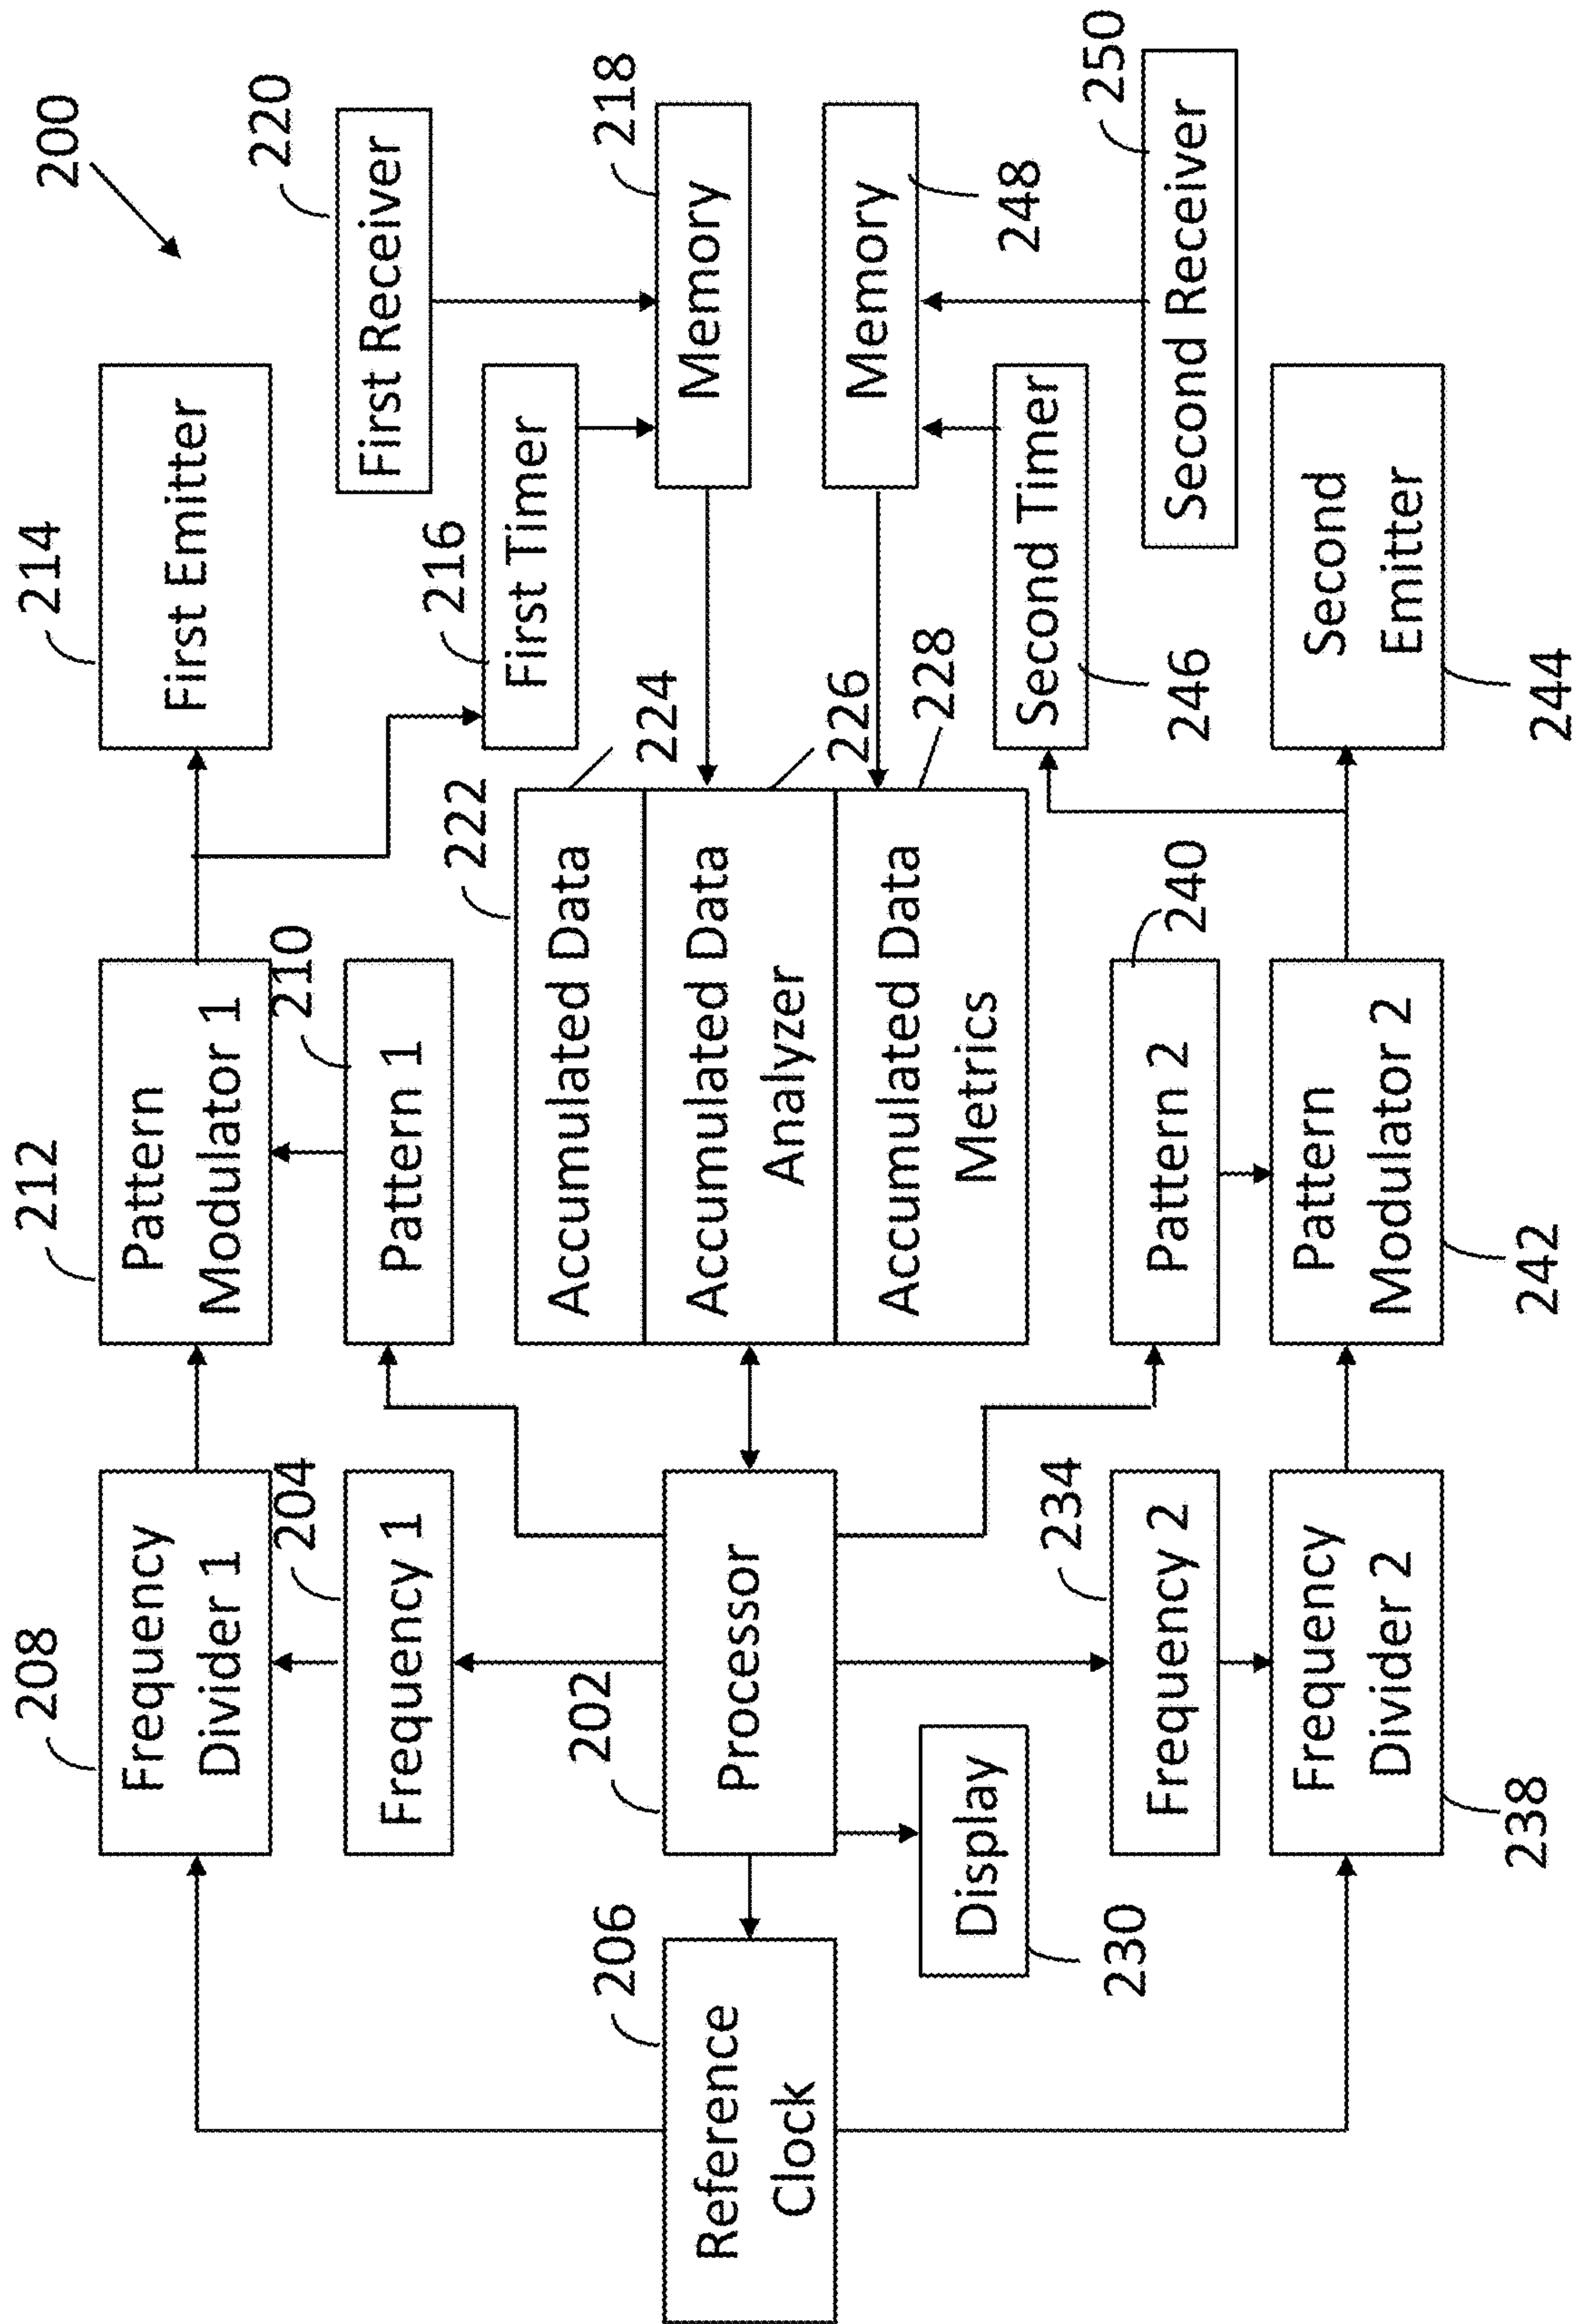 200
208
Frequency
Divider 1
212
Pattern
Modulator 1
214
First Emitter
204
Frequency 1
210
Pattern 1
220
First Receiver
216
First Timer
206
Reference
Clock
202
Processor
222
Accumulated Data
224
Accumulated Data
Analyzer
226
Accumulated Data
Metrics
228
218
Memory
Memory
248
230
Display
234
Frequency 2
240
Pattern 2
Second Timer
246
250
Second Receiver
Frequency
Divider 2
238
Pattern
Modulator 2
242
Second
Emitter
244